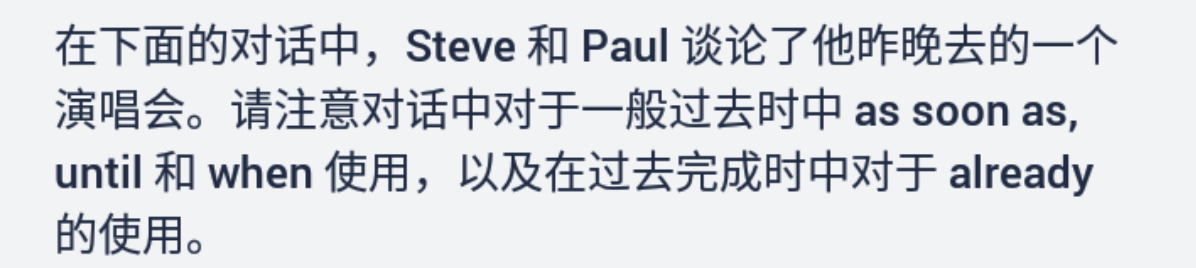 在下面的对话中，Steve 和 Paul 谈论了他昨晚去的一个
演唱会。请注意对话中对于一般过去时中 as soon as,
until 和 when 使用，以及在过去完成时中对于 already
的使用。